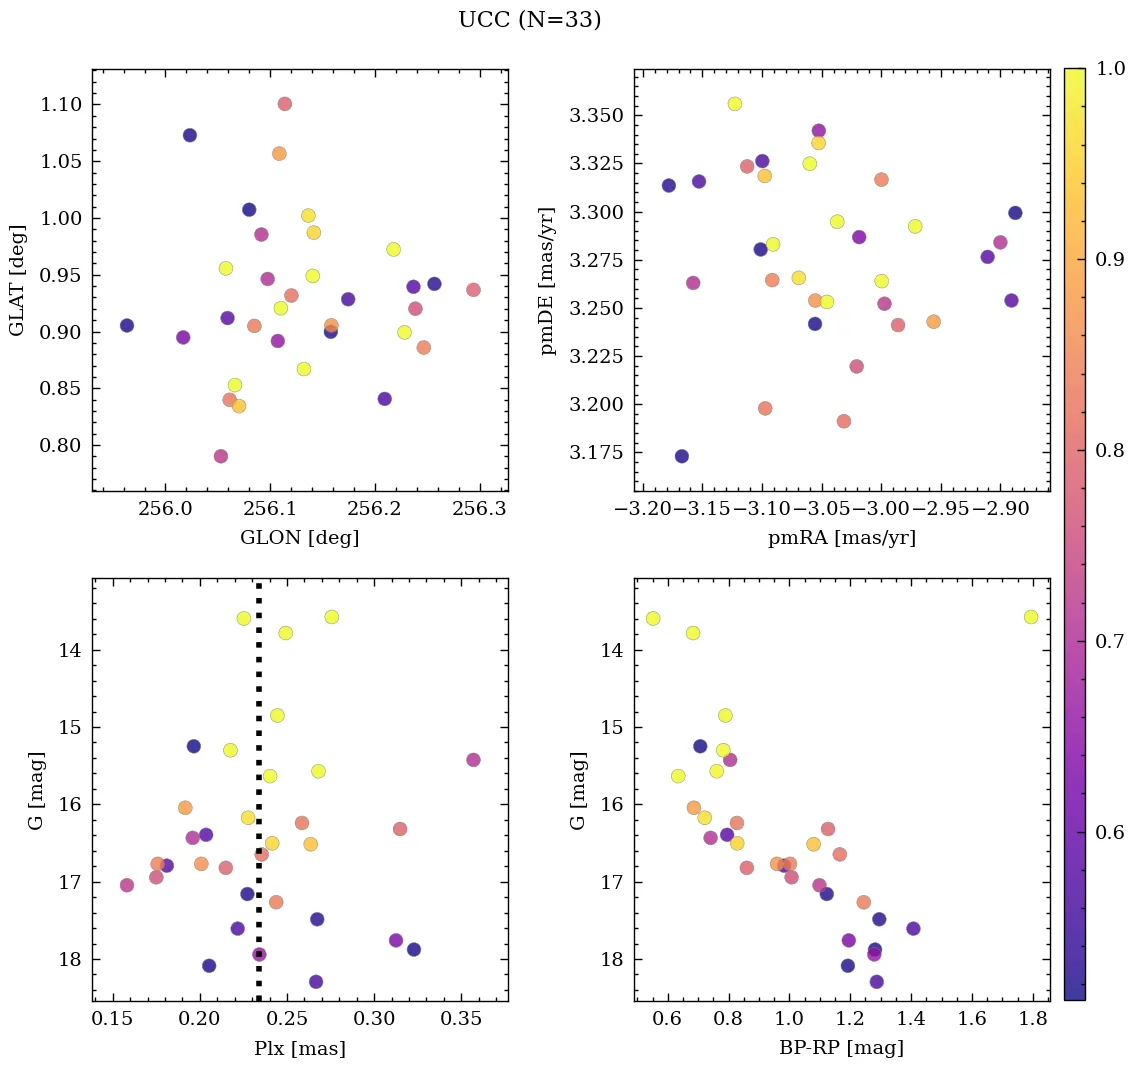 UCC (N=33)
1.10
1.05
1.00
0.95
0.90
0.85
0.80
GLAT [deg]
256.0 256.1 256.2 256.3
GLON [deg]
3.350
3.325
3.300
3.275
3.250
3.225
3.200
3.175
pmDE [mas/yr]
−3.20 −3.15 −3.10 −3.05 −3.00 −2.95 −2.90
pmRA [mas/yr]
14
15
16
17
18
G [mag]
0.15 0.20 0.25 0.30 0.35
Plx [mas]
14
15
16
17
18
G [mag]
0.6 0.8 1.0 1.2 1.4 1.6 1.8
BP-RP [mag]
1.0
0.9
0.8
0.7
0.6